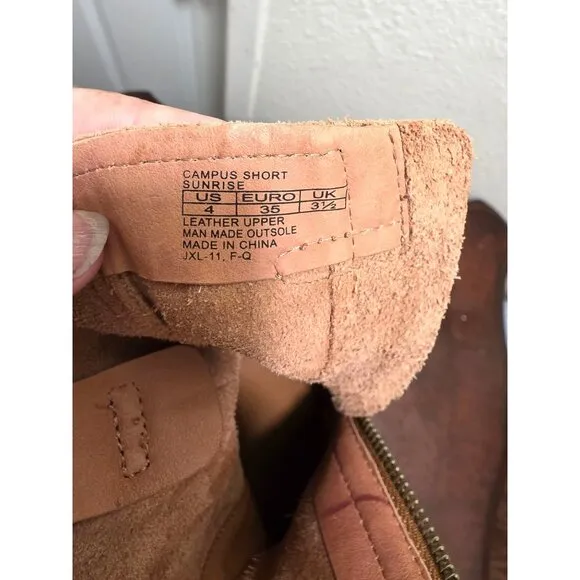 CAMPUS SHORT
SUNRISE
US EURO UK
4 35 3½
LEATHER UPPER
MAN MADE OUTSOLE
MADE IN CHINA
JXL-11, F-Q